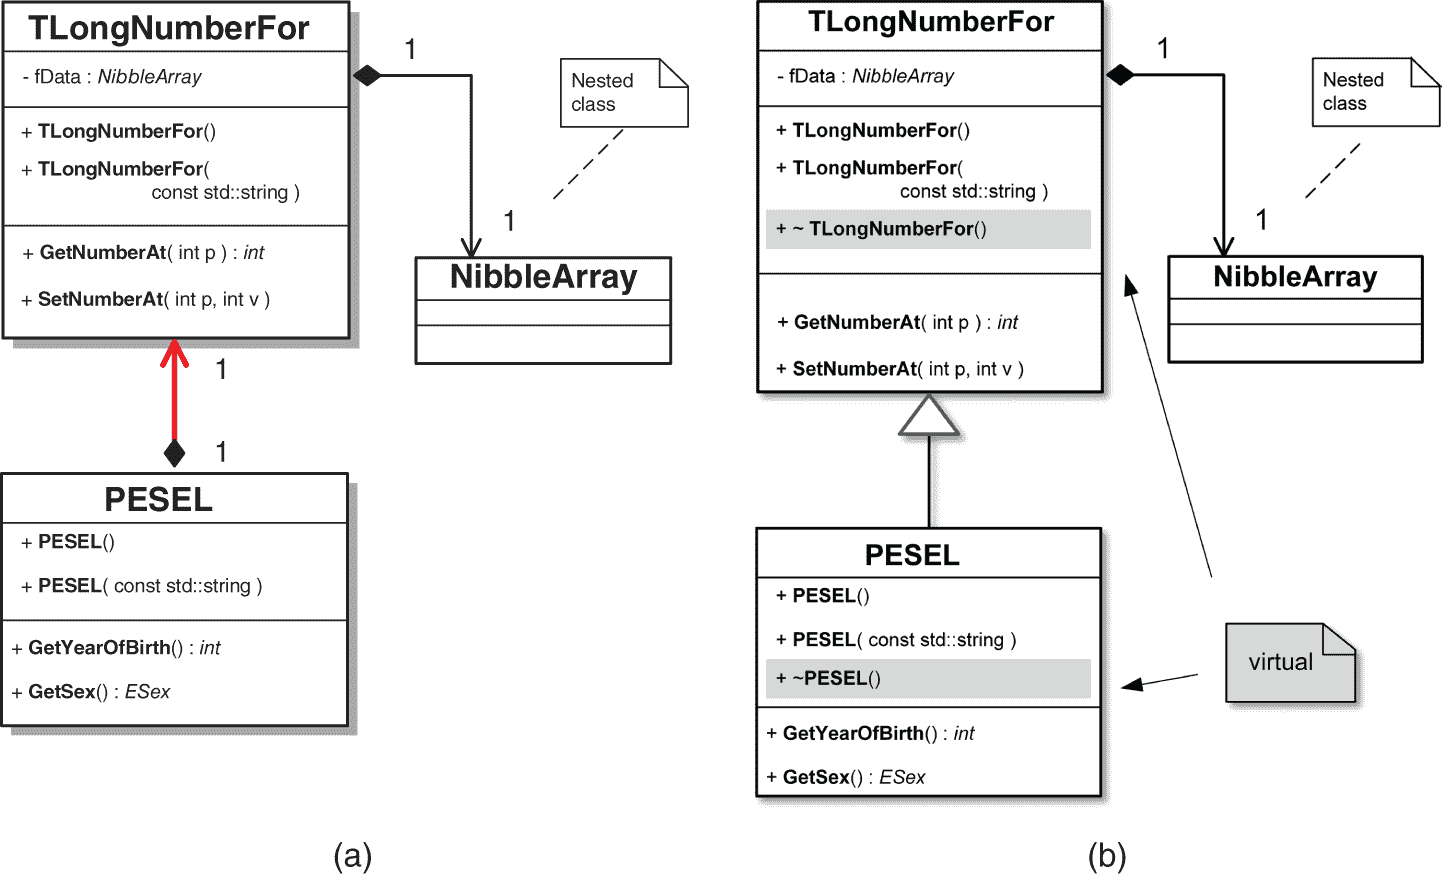 TLongNumberFor
1
- fData : NibbleArray
Nested
class
+ TLongNumberFor()
+ TLongNumberFor(
const std::string )
1
+ GetNumberAt( int p ) : int
NibbleArray
+ SetNumberAt( int p, int v )
1
1
PESEL
+ PESEL()
+ PESEL( const std::string )
+ GetYearOfBirth() : int
+ GetSex() : ESex
(a)
TLongNumberFor
1
- fData : NibbleArray
Nested
class
+ TLongNumberFor()
+ TLongNumberFor(
const std::string )
+ ~ TLongNumberFor()
1
NibbleArray
+ GetNumberAt( int p ) : int
+ SetNumberAt( int p, int v )
PESEL
+ PESEL()
+ PESEL( const std::string )
+ ~PESEL()
virtual
+ GetYearOfBirth() : int
+ GetSex() : ESex
(b)